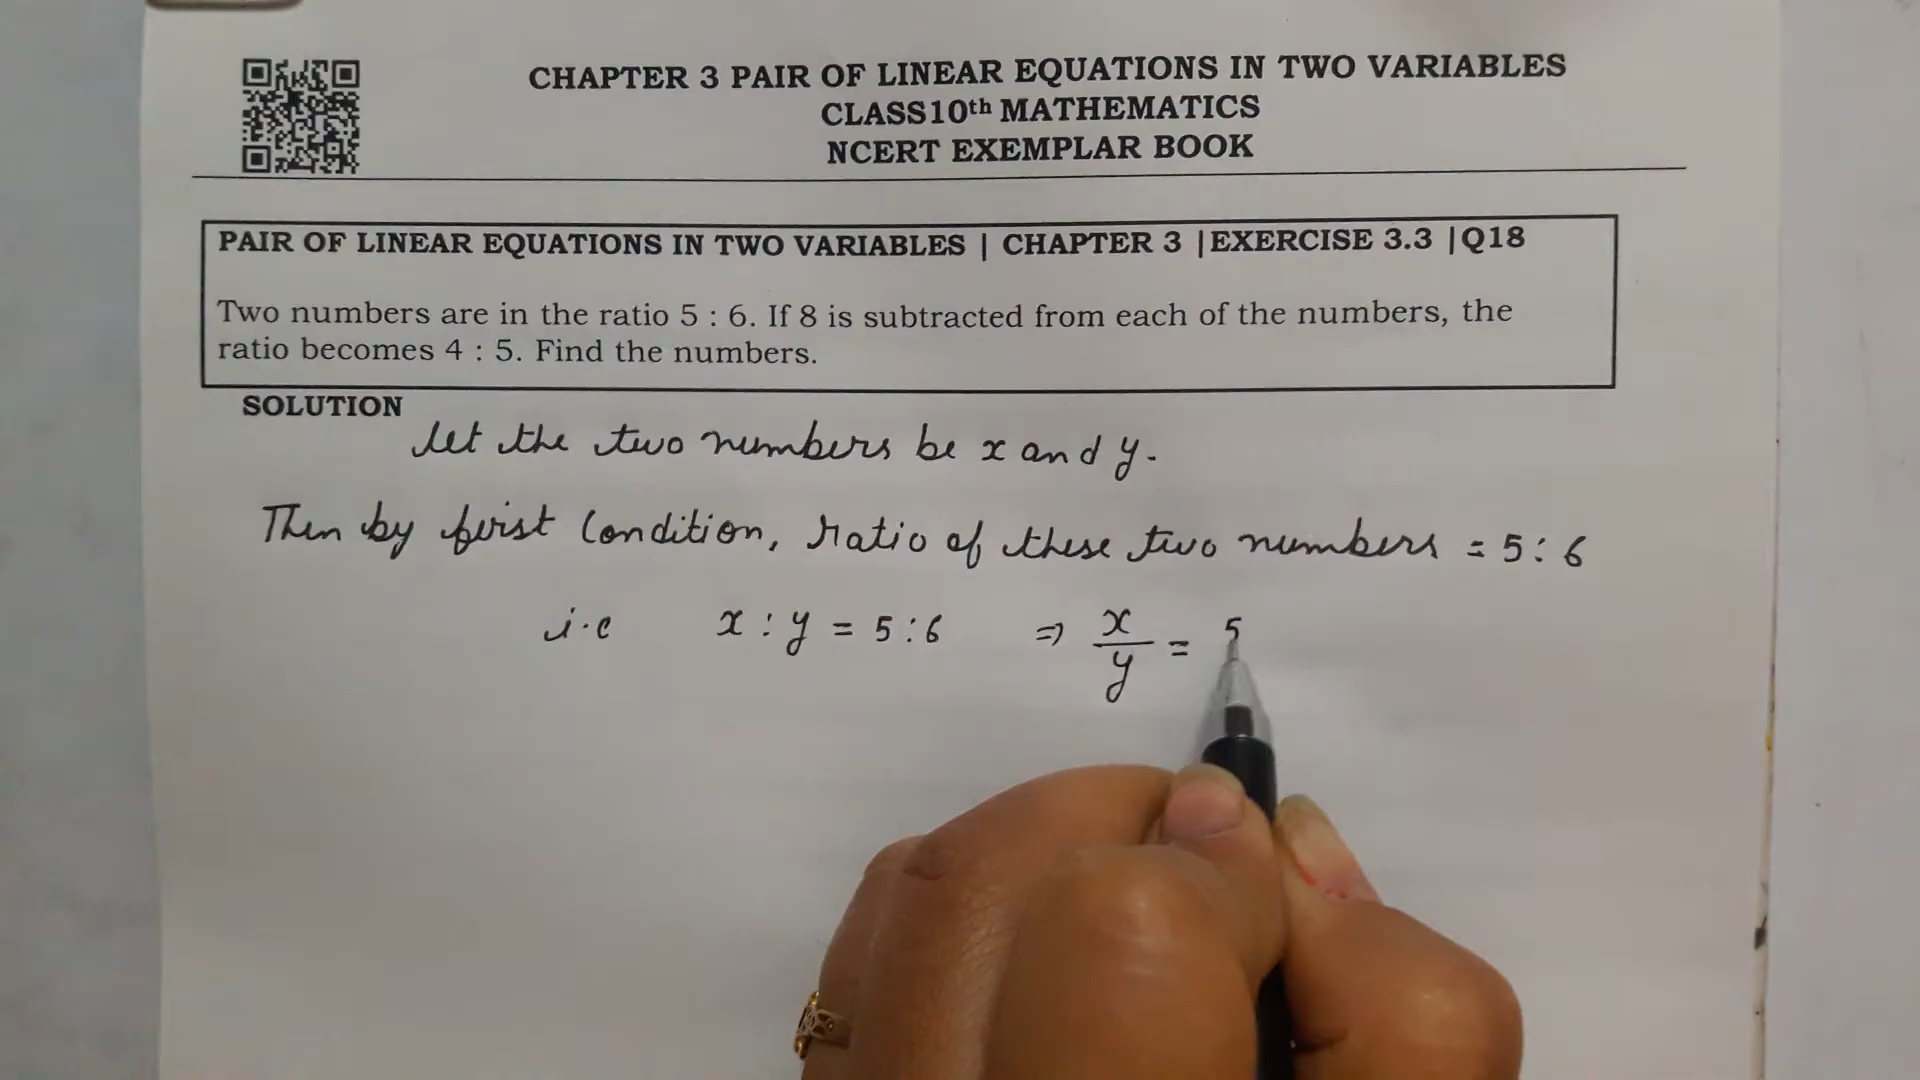 CHAPTER 3 PAIR OF LINEAR EQUATIONS IN TWO VARIABLES
CLASS10th MATHEMATICS
NCERT EXEMPLAR BOOK
PAIR OF LINEAR EQUATIONS IN TWO VARIABLES | CHAPTER 3 |EXERCISE 3.3 |Q18
Two numbers are in the ratio 5 : 6. If 8 is subtracted from each of the numbers, the
ratio becomes 4 : 5. Find the numbers.
SOLUTION
Let the two numbers be x and y.
Then by first Condition, ratio of these two numbers = 5:6
i.e x : y = 5:6 ⇒ x/y = 5